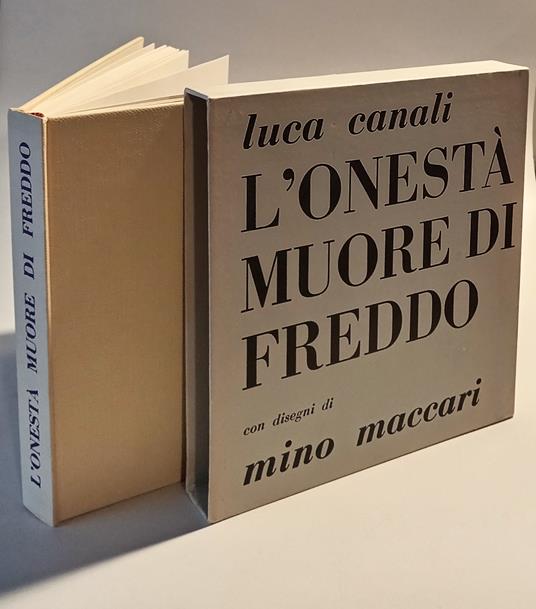 L'ONESTÀ MUORE DI FREDDO
luca canali
L'ONESTÀ
MUORE DI
FREDDO
con disegni di
mino maccari